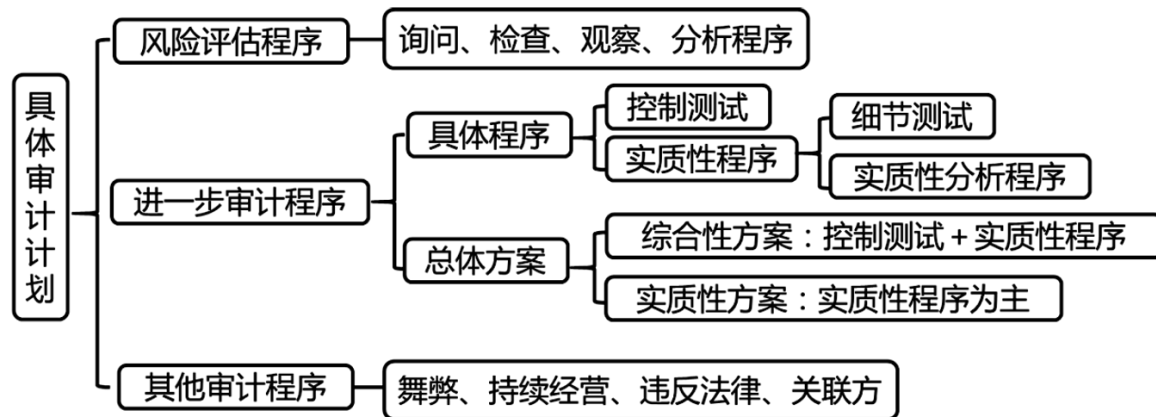 具体审计计划
风险评估程序
询问、检查、观察、分析程序
进一步审计程序
具体程序
控制测试
实质性程序
细节测试
实质性分析程序
总体方案
综合性方案：控制测试+实质性程序
实质性方案：实质性程序为主
其他审计程序
舞弊、持续经营、违反法律、关联方